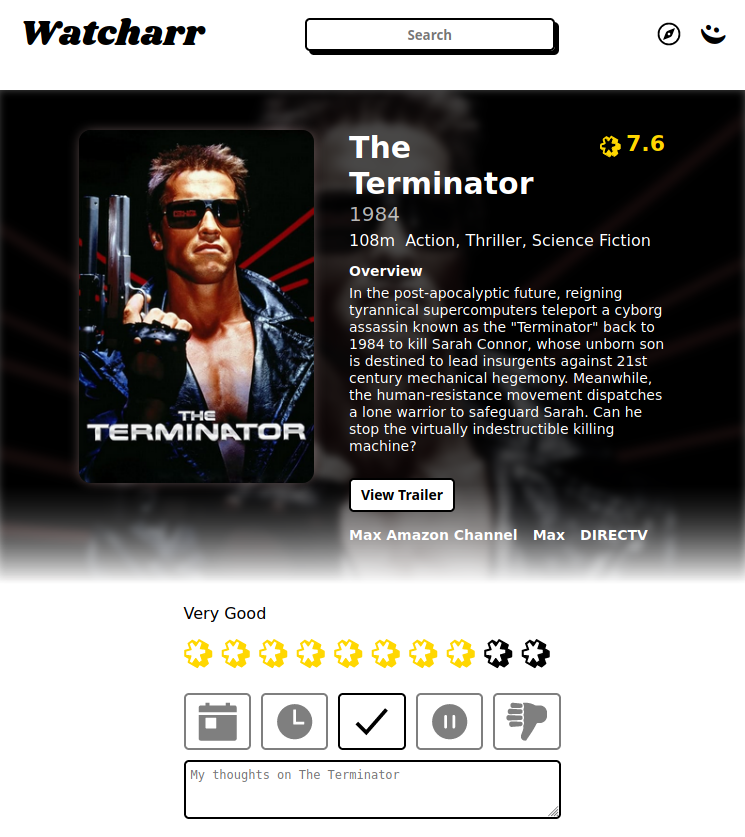 Watcharr
Search
The
Terminator
7.6
1984
108m Action, Thriller, Science Fiction
Overview
In the post-apocalyptic future, reigning
tyrannical supercomputers teleport a cyborg
assassin known as the "Terminator" back to
1984 to kill Sarah Connor, whose unborn son
is destined to lead insurgents against 21st
century mechanical hegemony. Meanwhile,
the human-resistance movement dispatches
a lone warrior to safeguard Sarah. Can he
stop the virtually indestructible killing
machine?
THE
TERMINATOR
View Trailer
Max Amazon Channel Max DIRECTV
Very Good
My thoughts on The Terminator